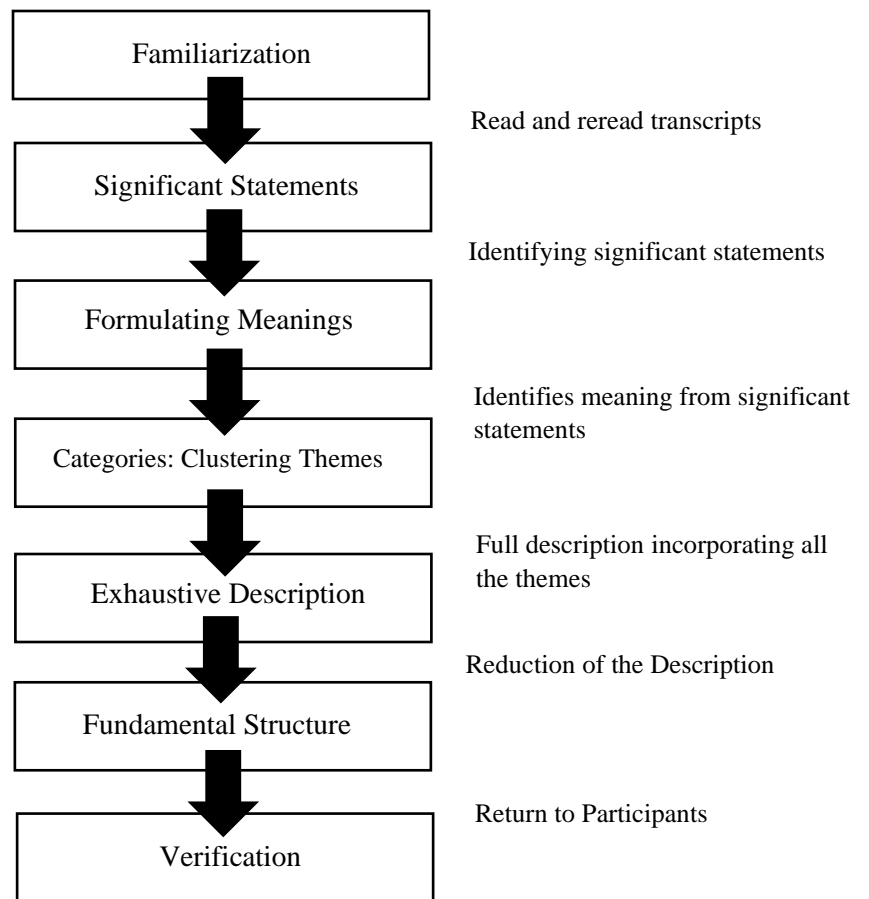 Familiarization
Read and reread transcripts
Significant Statements
Identifying significant statements
Formulating Meanings
Identifies meaning from significant
statements
Categories: Clustering Themes
Full description incorporating all
the themes
Exhaustive Description
Reduction of the Description
Fundamental Structure
Return to Participants
Verification